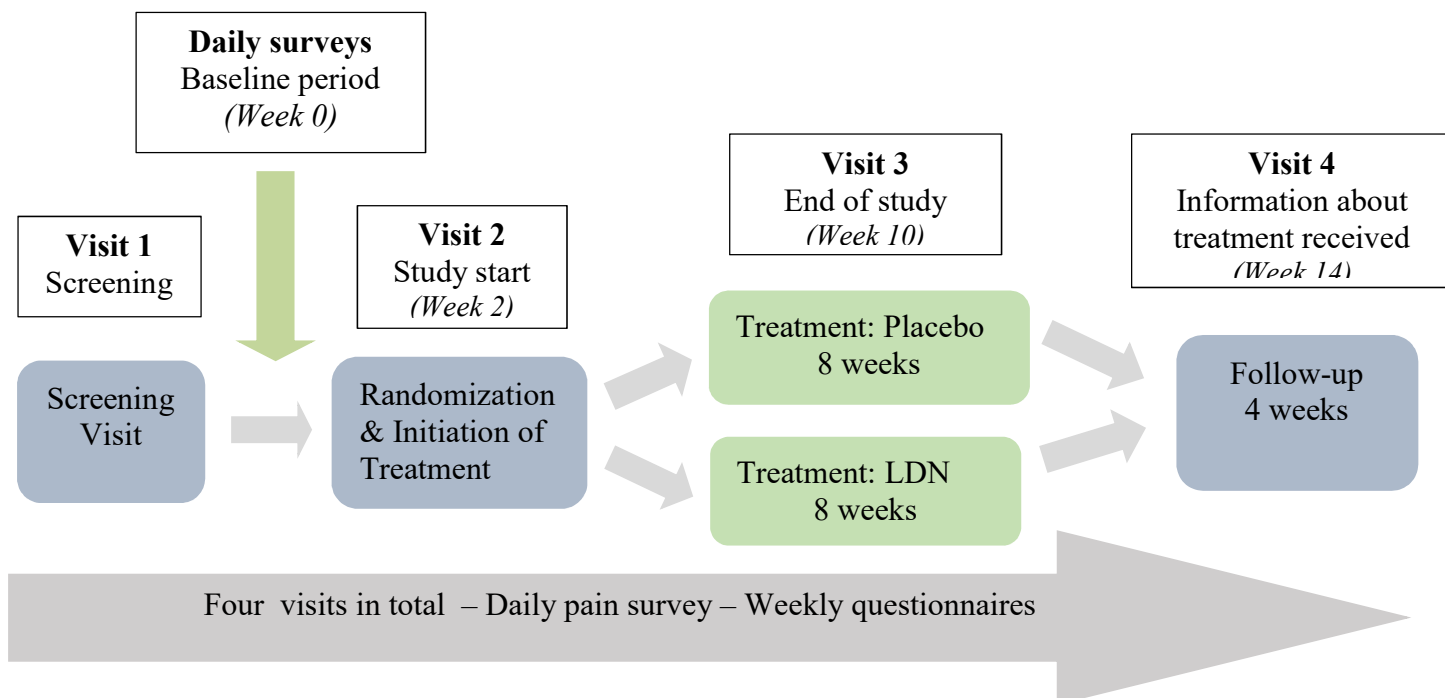 Daily surveys
Baseline period
(Week 0)
Visit 1
Screening
Visit 2
Study start
(Week 2)
Visit 3
End of study
(Week 10)
Visit 4
Information about
treatment received
(Week 14)
Screening
Visit
Randomization
& Initiation of
Treatment
Treatment: Placebo
8 weeks
Treatment: LDN
8 weeks
Follow-up
4 weeks
Four visits in total – Daily pain survey – Weekly questionnaires